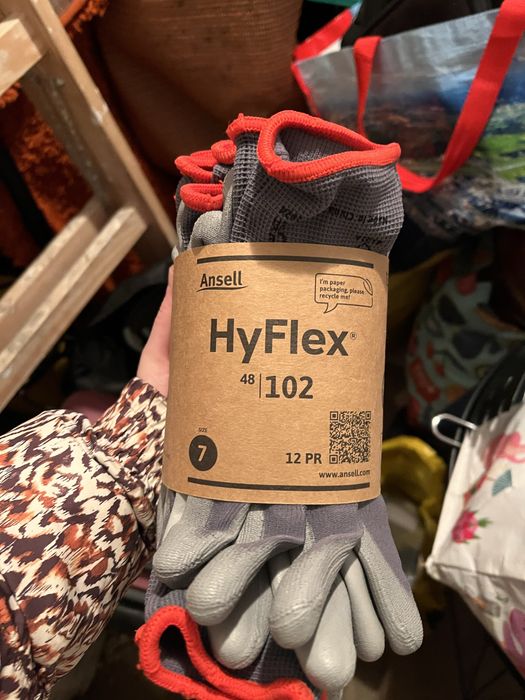 Ansell
I'm paper
packaging, please
recycle me!
HyFlex®
48|102
SIZE
7
12 PR
www.ansell.com